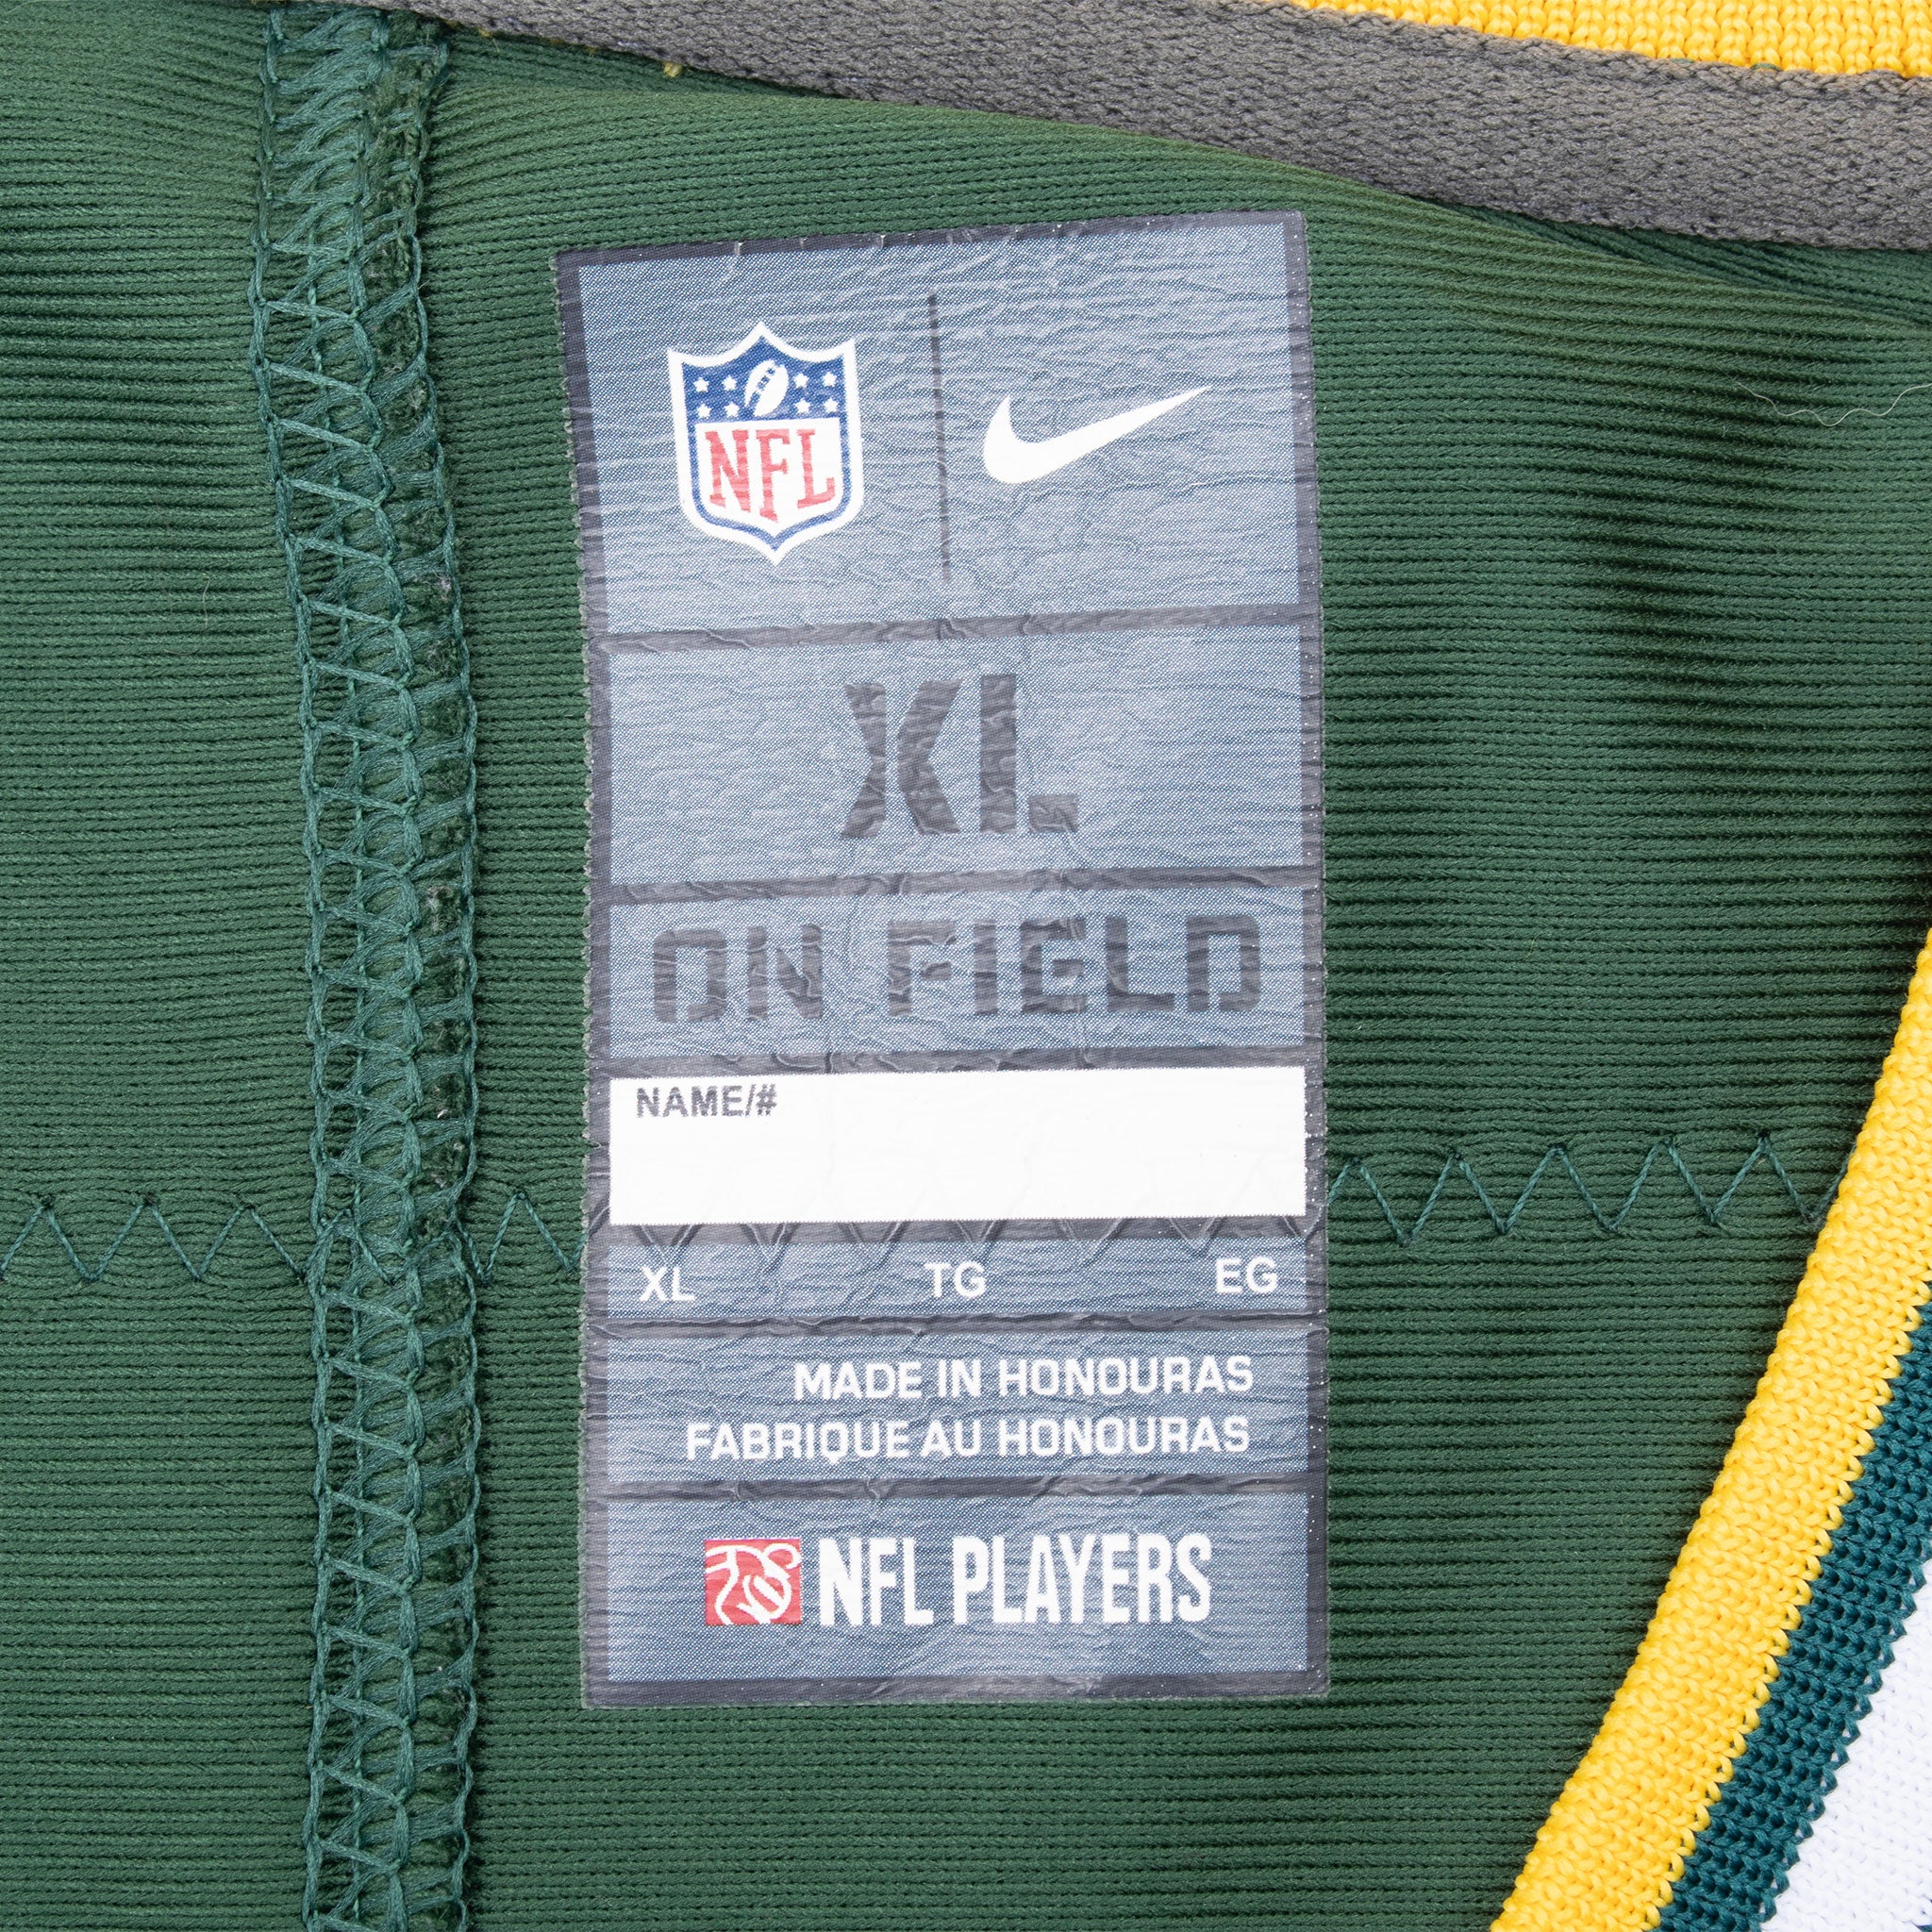 NFL
XL
ON FIELD
NAME/#
XL TG EG
MADE IN HONOURAS
FABRIQUE AU HONOURAS
NFL PLAYERS